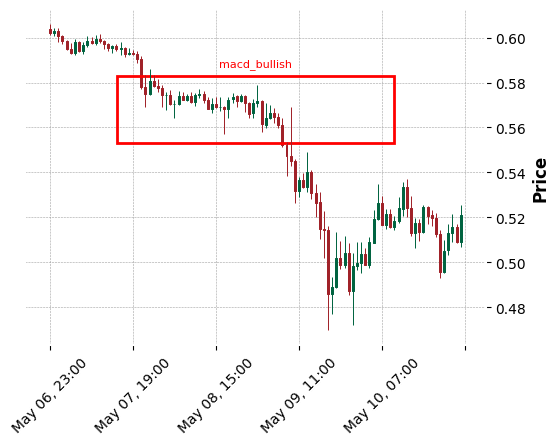 macd_bullish
0.60
0.58
0.56
0.54
0.52
0.50
0.48
Price
May 06, 23:00
May 07, 19:00
May 08, 15:00
May 09, 11:00
May 10, 07:00